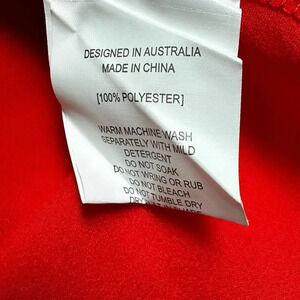 DESIGNED IN AUSTRALIA
MADE IN CHINA
[100% POLYESTER]
WARM MACHINE WASH
SEPARATELY WITH MILD
DETERGENT
DO NOT SOAK
DO NOT WRING OR RUB
DO NOT BLEACH
DO NOT TUMBLE DRY
DRY